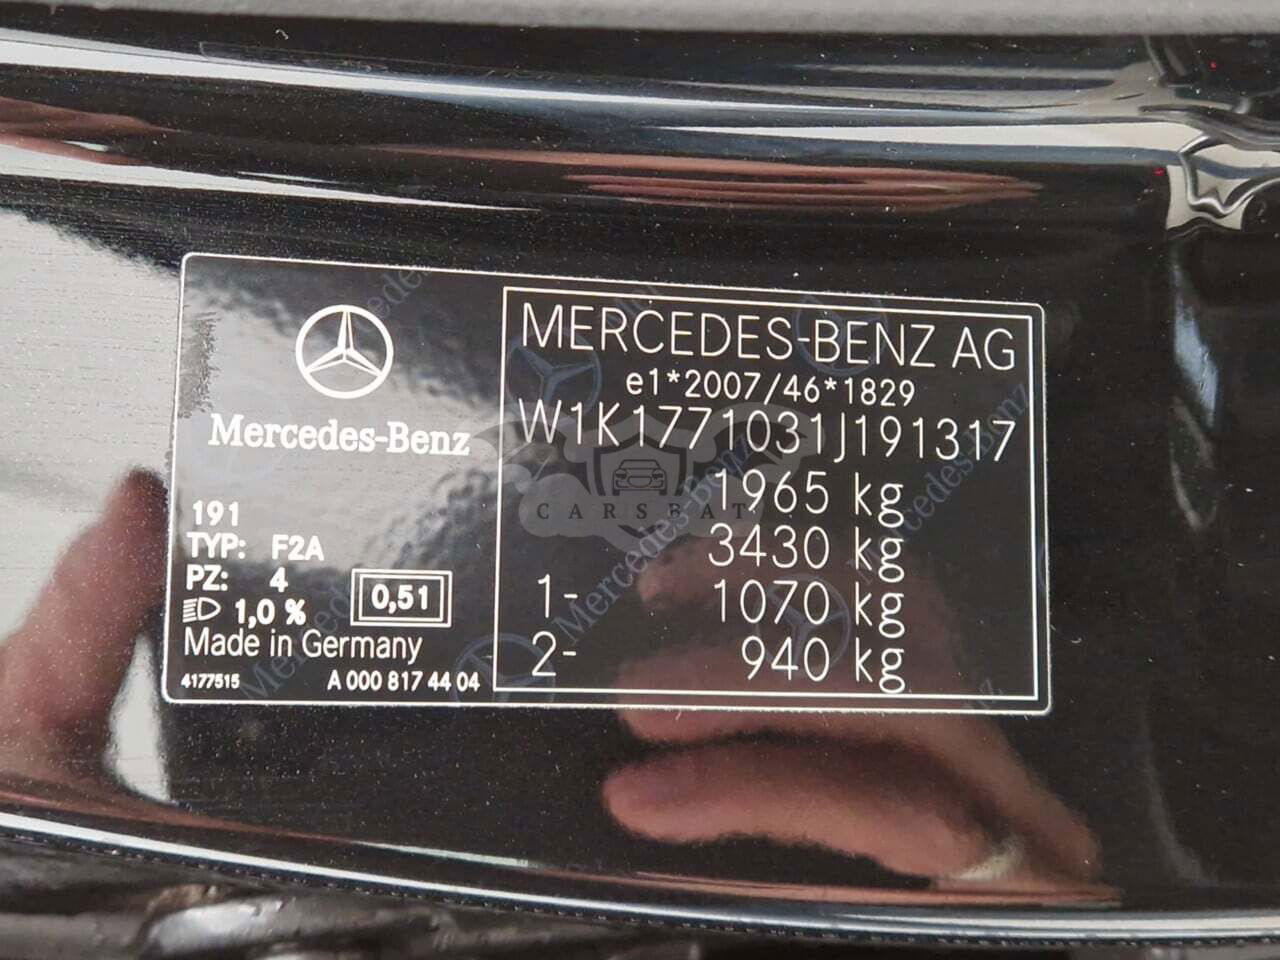 Mercedes-Benz
191
TYP: F2A
PZ: 4
1,0 %
0,51
Made in Germany
4177515 A 000 817 44 04
MERCEDES-BENZ AG
e1*2007/46*1829
W1K1771031J191317
1965 kg
3430 kg
1- 1070 kg
2- 940 kg
CARSBAT